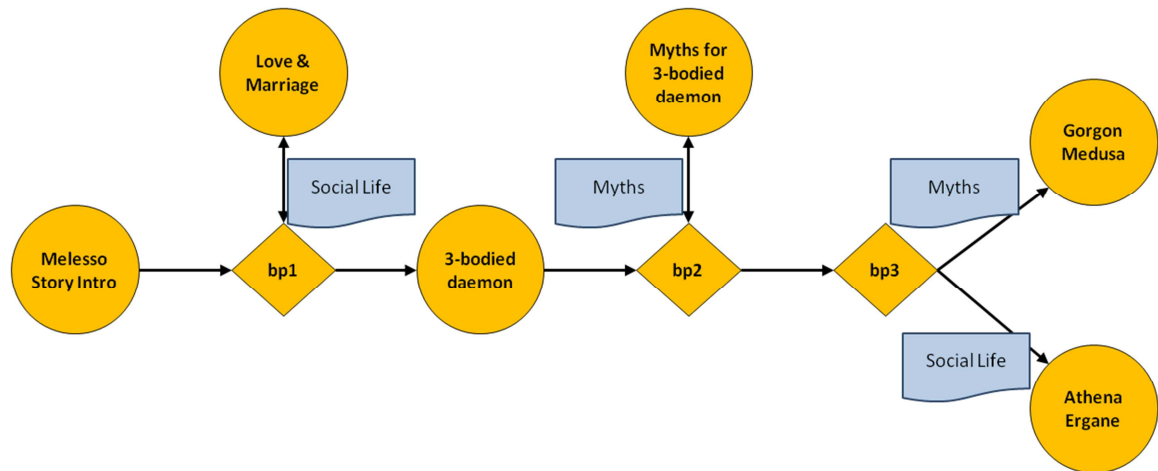 Love &
Marriage
Myths for
3-bodied
daemon
Gorgon
Medusa
Social Life
Myths
Myths
Melesso
Story Intro
bp1
3-bodied
daemon
bp2
bp3
Social Life
Athena
Ergane